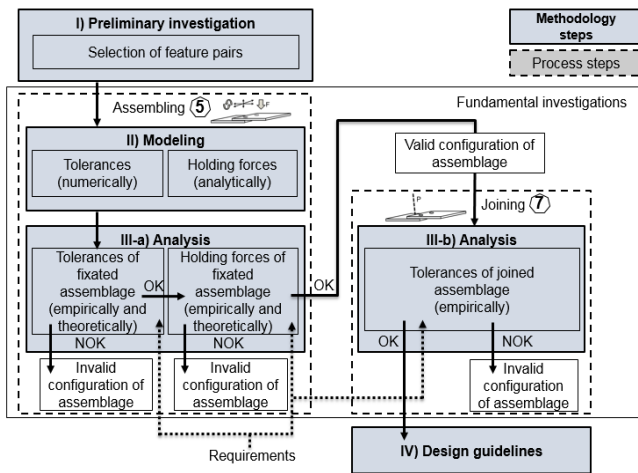 I) Preliminary investigation
Selection of feature pairs
Methodology
steps
Process steps
Fundamental investigations
Assembling 5
F
II) Modeling
Tolerances
(numerically)
Holding forces
(analytically)
Valid configuration of
assemblage
P
Joining 7
III-a) Analysis
Tolerances of
fixated
assemblage
(empirically and
theoretically)
OK
Holding forces of
fixated
assemblage
(empirically and
theoretically)
OK
III-b) Analysis
Tolerances of joined
assemblage
(empirically)
NOK
NOK
OK
NOK
Invalid
configuration of
assemblage
Invalid
configuration of
assemblage
Invalid
configuration
of assemblage
Requirements
IV) Design guidelines